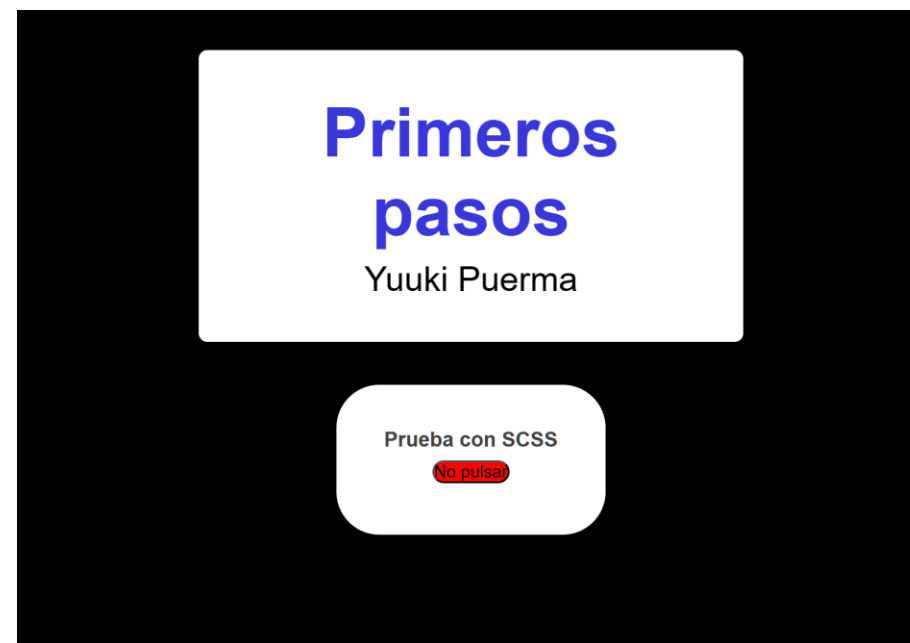 Primeros
pasos
Yuuki Puerma
Prueba con SCSS
No pulsar